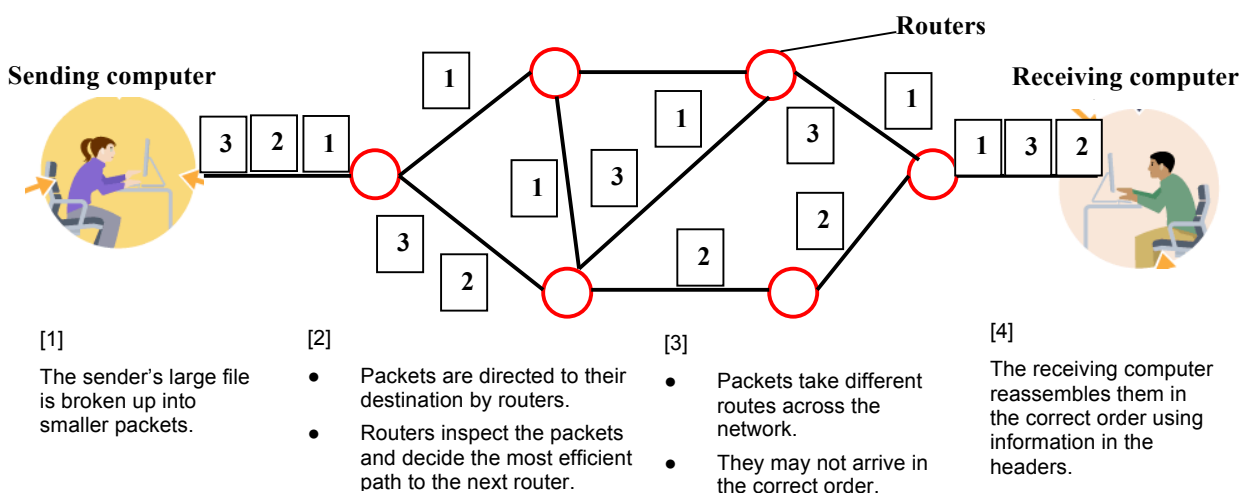 Routers
Sending computer
Receiving computer
3 2 1
1
1
1
3
3
2
3
1
2
2
1 3 2
[1]
The sender's large file
is broken up into
smaller packets.
[2]
● Packets are directed to their
destination by routers.
● Routers inspect the packets
and decide the most efficient
path to the next router.
[3]
● Packets take different
routes across the
network.
● They may not arrive in
the correct order.
[4]
The receiving computer
reassembles them in
the correct order using
information in the
headers.